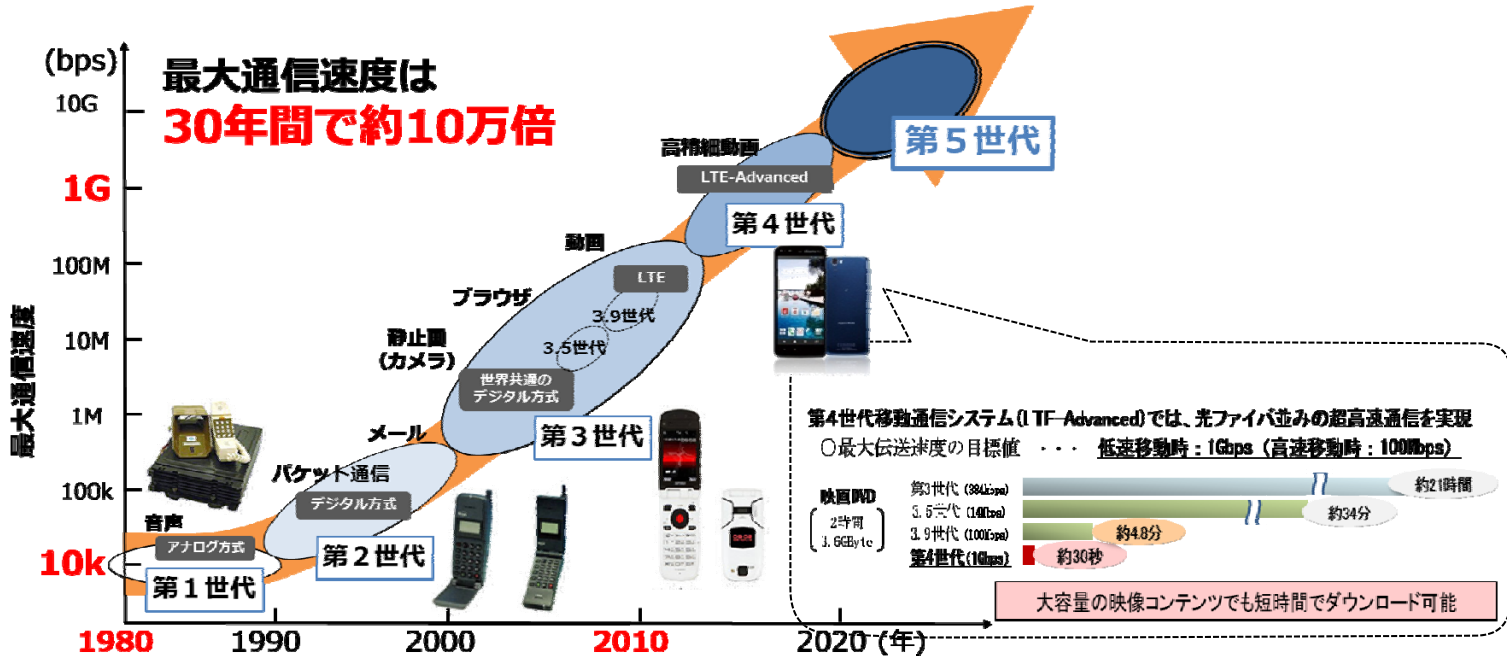 (bps)
最大通信速度は
30年間で約10万倍
10G
1G
100M
10M
1M
100k
10k
最大通信速度
第５世代
高精細動画
LTE-Advanced
第４世代
動画
LTE
ブラウザ
3.9世代
静止画
(カメラ)
3.5世代
世界共通の
デジタル方式
第３世代
メール
パケット通信
デジタル方式
第２世代
音声
アナログ方式
第１世代
1980
1990
2000
2010
2020
(年)
第4世代移動通信システム(LTE-Advanced)では、光ファイバ並みの超高速通信を実現
○最大伝送速度の目標値 ・・・ 低速移動時：1Gbps（高速移動時：100Mbps）
映画DVD
2時間
3.6GByte
第3世代 (384kbps)
約21時間
3.5世代 (14Mbps)
約34分
3.9世代 (100Mbps)
約4.8分
第4世代 (1Gbps)
約30秒
大容量の映像コンテンツでも短時間でダウンロード可能